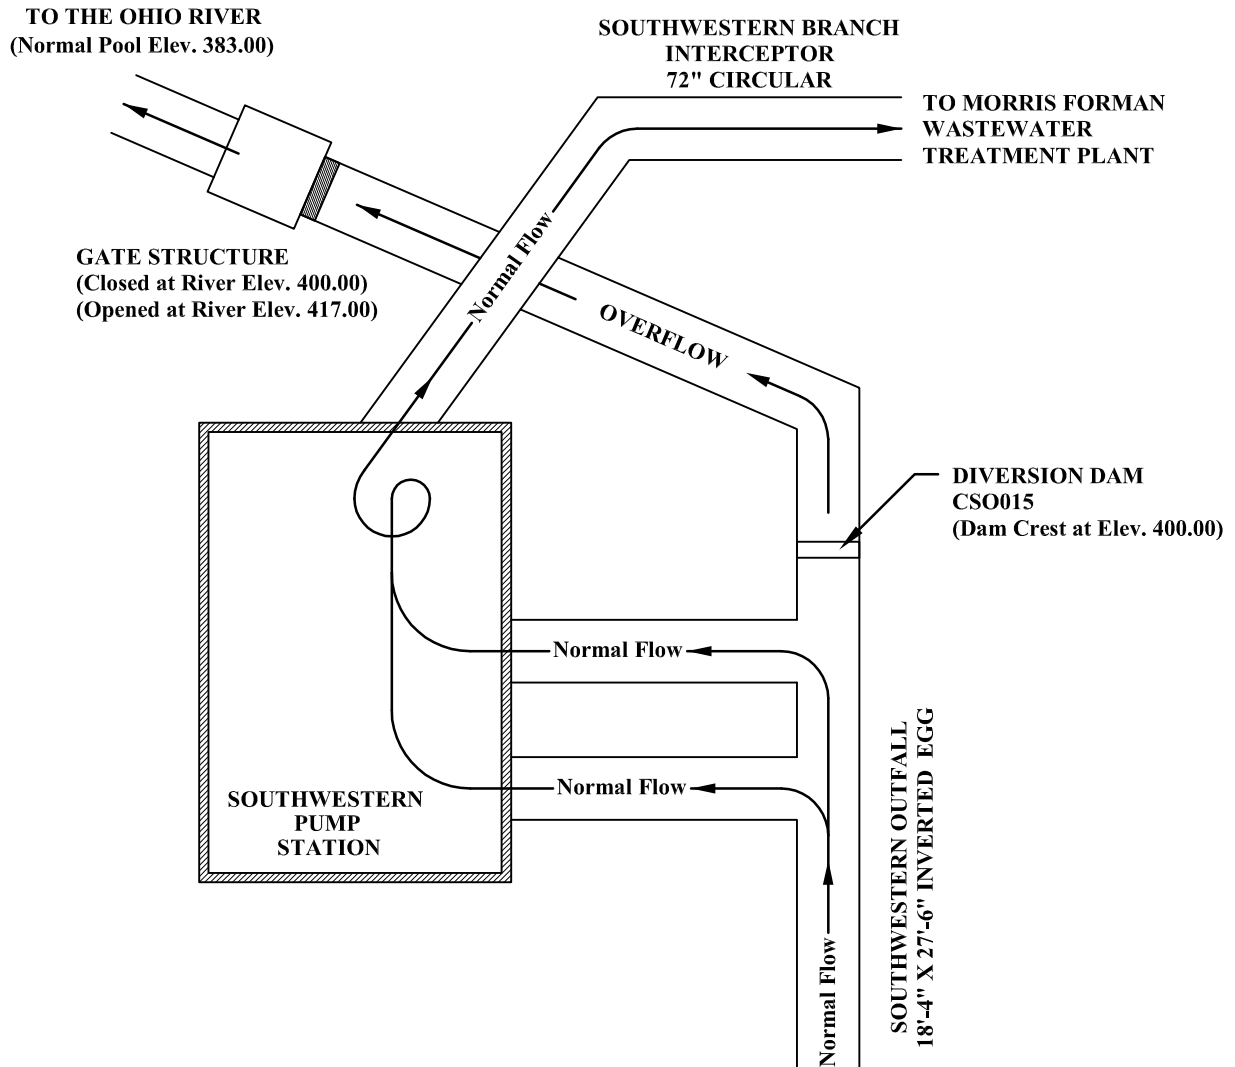 TO THE OHIO RIVER
(Normal Pool Elev. 383.00)
SOUTHWESTERN BRANCH
INTERCEPTOR
72" CIRCULAR
TO MORRIS FORMAN
WASTEWATER
TREATMENT PLANT
GATE STRUCTURE
(Closed at River Elev. 400.00)
(Opened at River Elev. 417.00)
Normal Flow
OVERFLOW
DIVERSION DAM
CSO015
(Dam Crest at Elev. 400.00)
Normal Flow
Normal Flow
SOUTHWESTERN
PUMP
STATION
SOUTHWESTERN OUTFALL
18'-4" X 27'-6" INVERTED EGG
Normal Flow